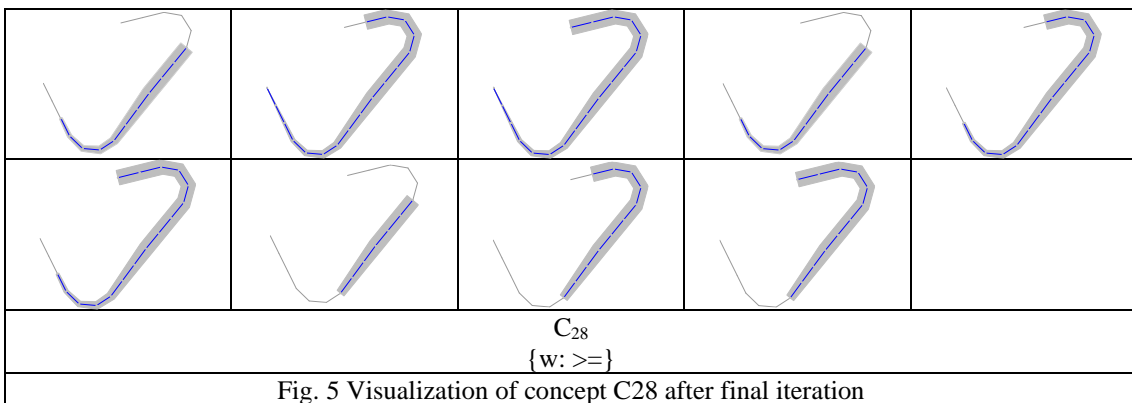 C₂₈
{w: >=}
Fig. 5 Visualization of concept C28 after final iteration